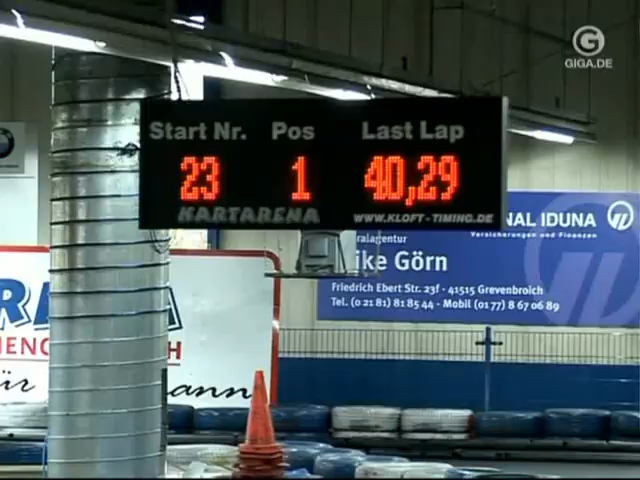 GIGA.DE
Start Nr. Pos Last Lap
23 1 40,29
KARTARENA WWW.KLOFT-TIMING.DE
NAL IDUNA
Versicherungen und Finanzen
ralagentur
ike Görn
Friedrich Ebert Str. 23f - 41515 Grevenbroich
Tel. (0 21 81) 81 85 44 - Mobil (01 77) 8 67 06 89